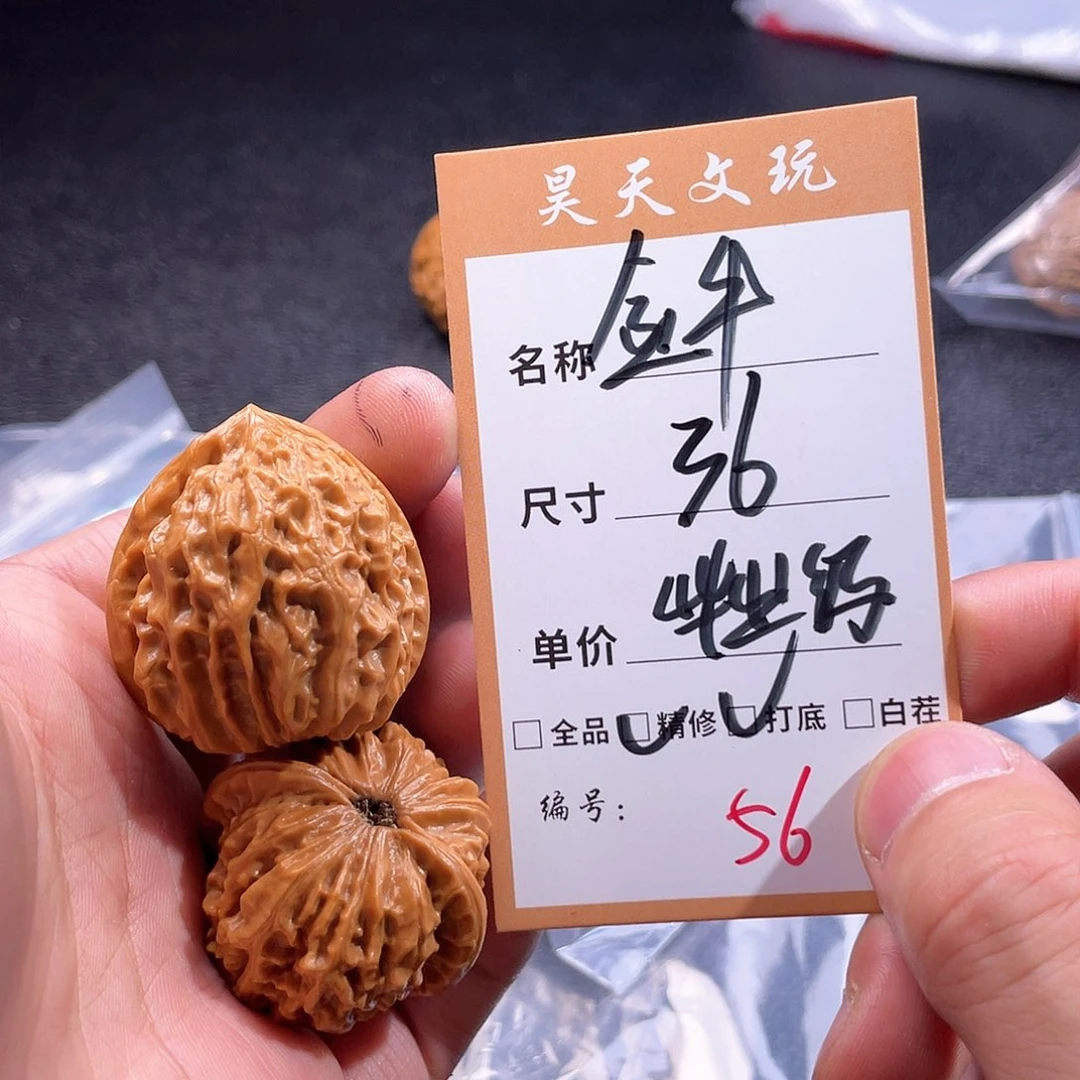 昊天文玩
名称
尺寸 36
单价
□全品 □精修 □打底 □白茬
编号： 56